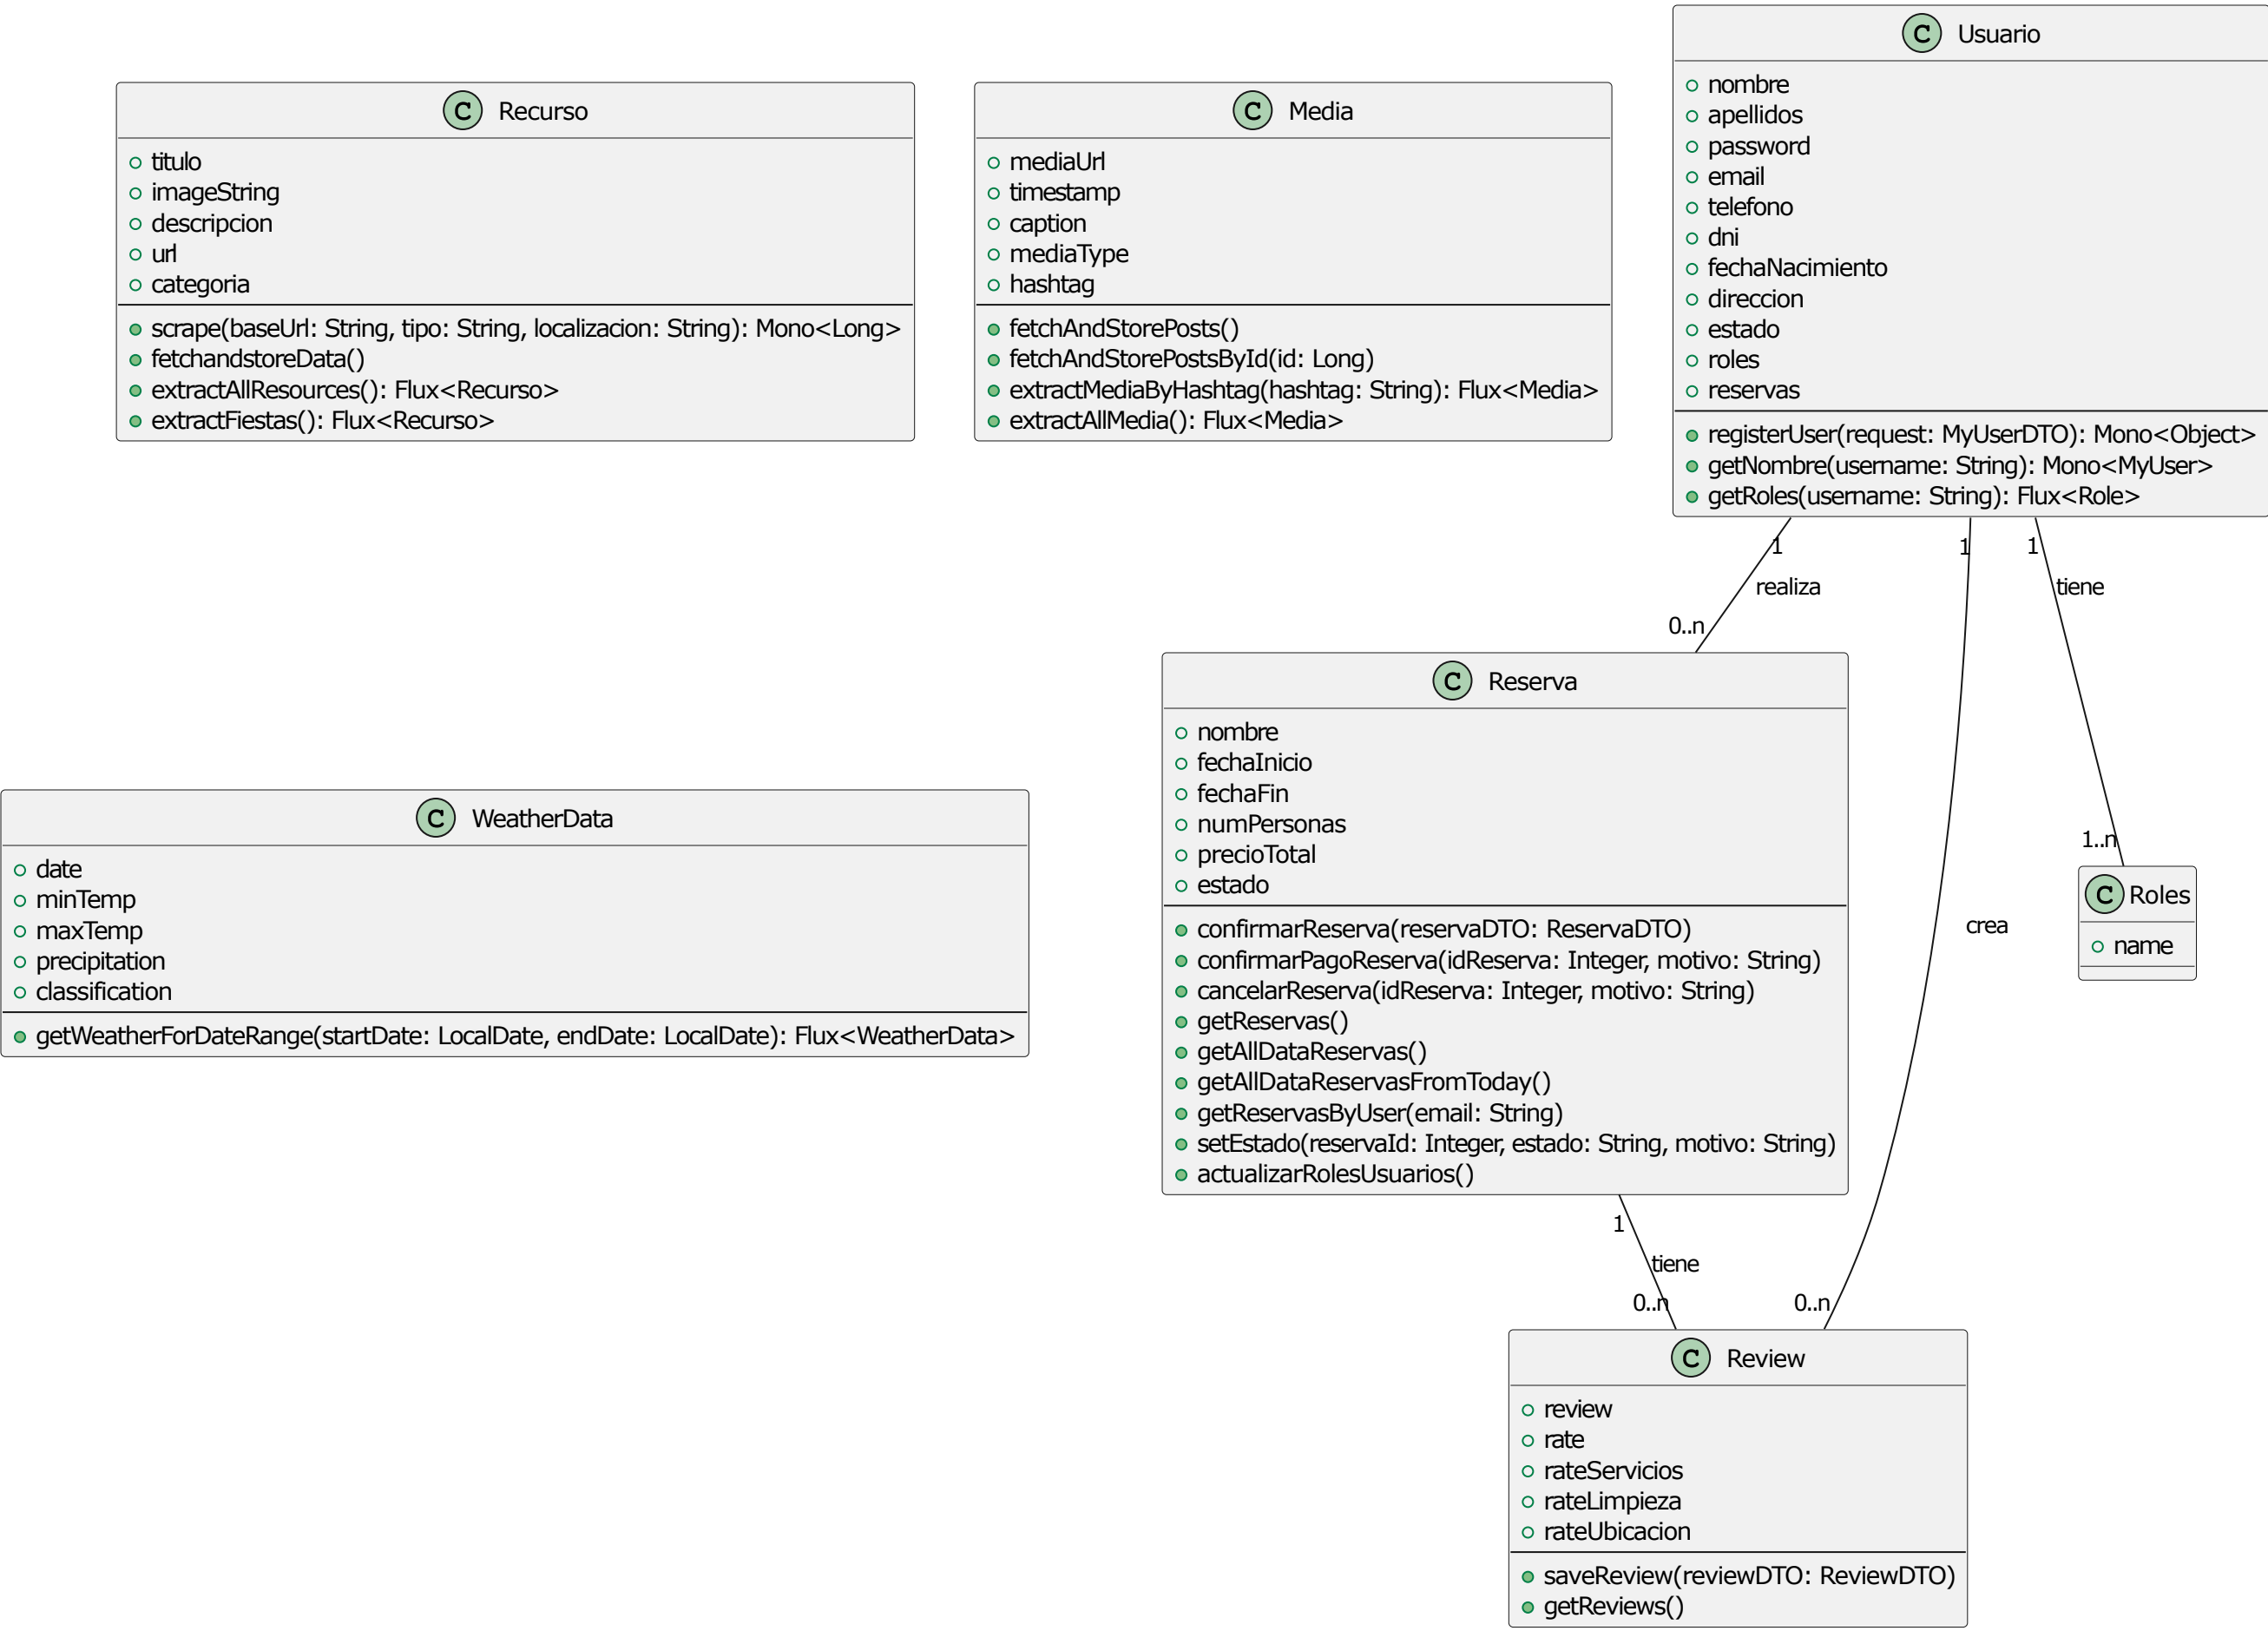 C Recurso
titulo
imageString
descripcion
url
categoria
scrape(baseUrl: String, tipo: String, localizacion: String): Mono<Long>
fetchandstoreData()
extractAllResources(): Flux<Recurso>
extractFiestas(): Flux<Recurso>
C Media
mediaUrl
timestamp
caption
mediaType
hashtag
fetchAndStorePosts()
fetchAndStorePostsById(id: Long)
extractMediaByHashtag(hashtag: String): Flux<Media>
extractAllMedia(): Flux<Media>
C Usuario
nombre
apellidos
password
email
telefono
dni
fechaNacimiento
direccion
estado
roles
reservas
registerUser(request: MyUserDTO): Mono<Object>
getNombre(username: String): Mono<MyUser>
getRoles(username: String): Flux<Role>
1
realiza
0..n
1
crea
0..n
1
tiene
1..n
C WeatherData
date
minTemp
maxTemp
precipitation
classification
getWeatherForDateRange(startDate: LocalDate, endDate: LocalDate): Flux<WeatherData>
C Reserva
nombre
fechaInicio
fechaFin
numPersonas
precioTotal
estado
confirmarReserva(reservaDTO: ReservaDTO)
confirmarPagoReserva(idReserva: Integer, motivo: String)
cancelarReserva(idReserva: Integer, motivo: String)
getReservas()
getAllDataReservas()
getAllDataReservasFromToday()
getReservasByUser(email: String)
setEstado(reservaId: Integer, estado: String, motivo: String)
actualizarRolesUsuarios()
C Roles
name
1
tiene
0..n
C Review
review
rate
rateServicios
rateLimpieza
rateUbicacion
saveReview(reviewDTO: ReviewDTO)
getReviews()